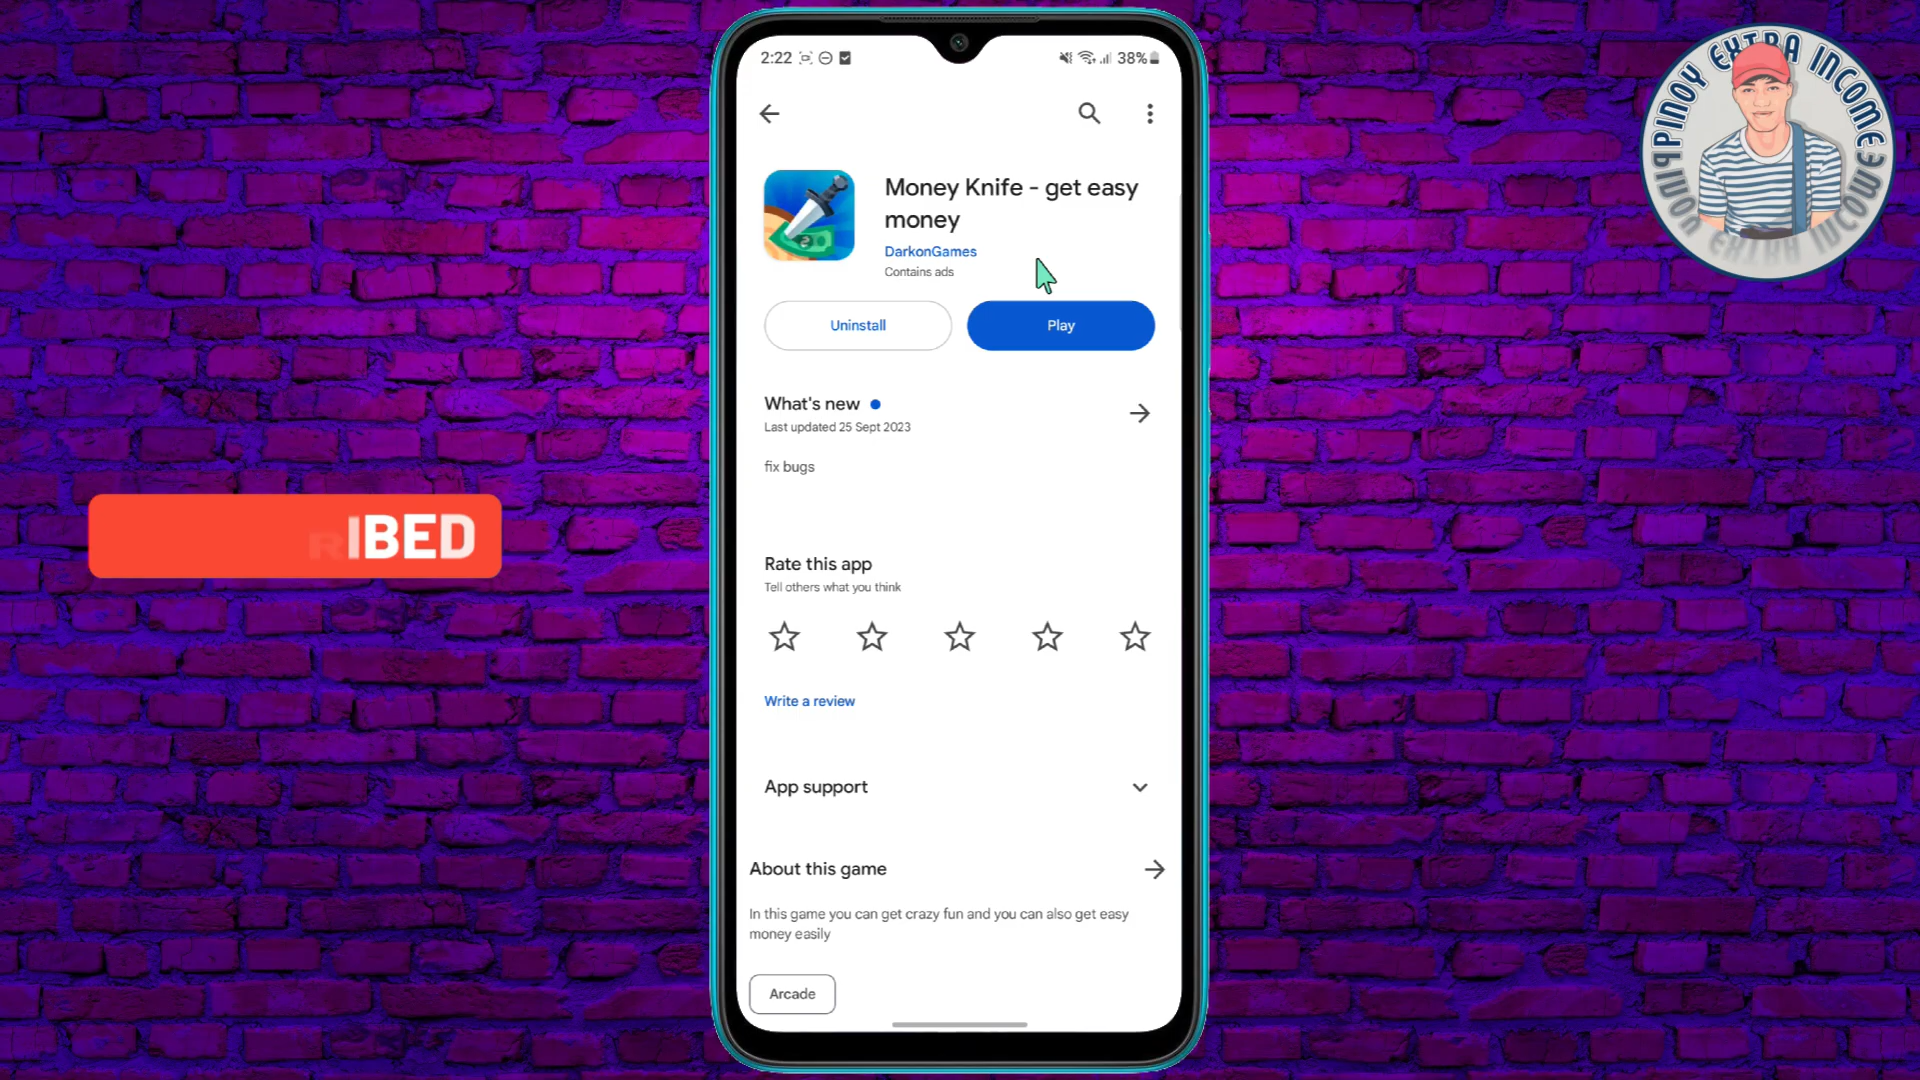 2:22
38%
Money Knife - get easy
money
DarkonGames
Contains ads
Uninstall
Play
What's new
Last updated 25 Sept 2023
fix bugs
Rate this app
Tell others what you think
Write a review
App support
About this game
In this game you can get crazy fun and you can also get easy
money easily
Arcade
RIBED
PINOY EXTRA INCOME